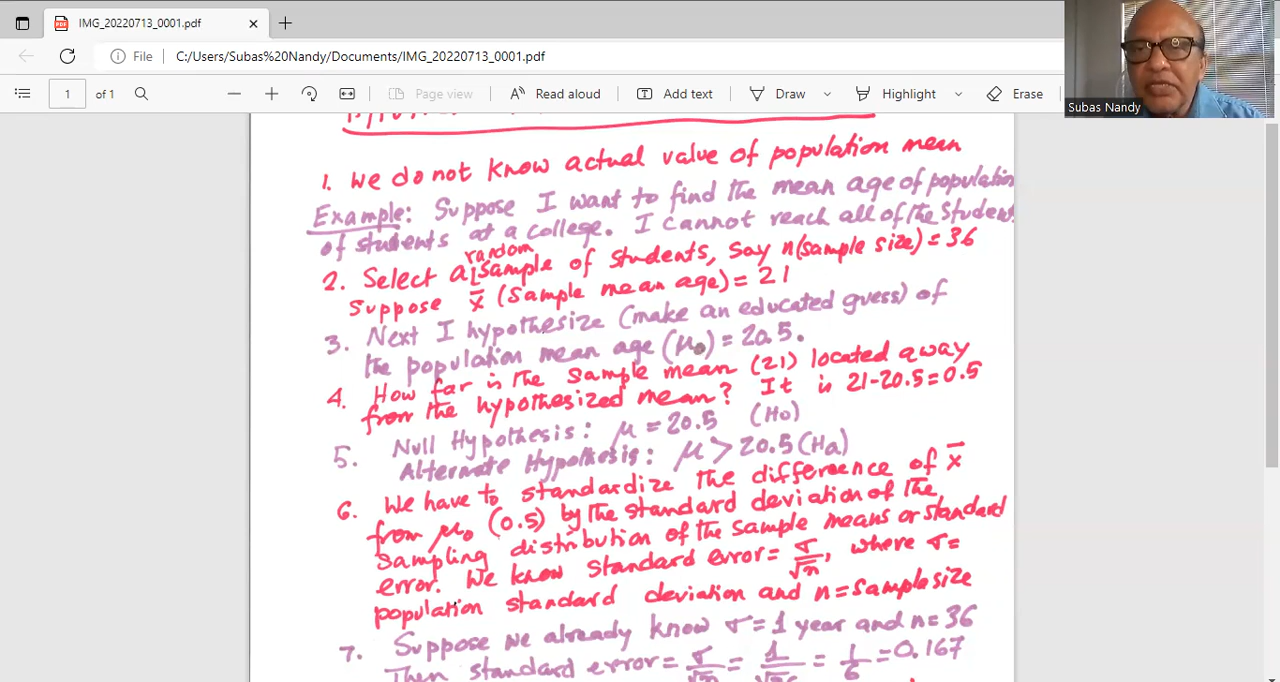 IMG_20220713_0001.pdf
File C:/Users/Subas%20Nandy/Documents/IMG_20220713_0001.pdf
1 of 1 Page view Read aloud Add text Draw Highlight Erase
Subas Nandy
1. We do not know actual value of population mean
Example: Suppose I want to find the mean age of population
of students at a college. I cannot reach all of the Studen
random
2. Select a sample of students, say n (sample size) = 36
Suppose x̄ (Sample mean age) = 21
3. Next I hypothesize (make an educated guess) of
the population mean age (μ₀) = 20.5.
4. How far is the sample mean (21) located away
from the hypothesized mean? It is 21-20.5=0.5
5. Null Hypothesis: μ = 20.5 (Ho)
Alternate Hypothesis: μ > 20.5 (Ha)
6. We have to standardize the difference of x̄
from μ₀ (0.5) by the standard deviation of the
sampling distribution of the sample means or standard
error. We know standard error = σ/√n, where σ =
population standard deviation and n = sample size
7. Suppose we already know σ = 1 year and n = 36
Then standard error = σ/√n = 1/√36 = 1/6 = 0.167